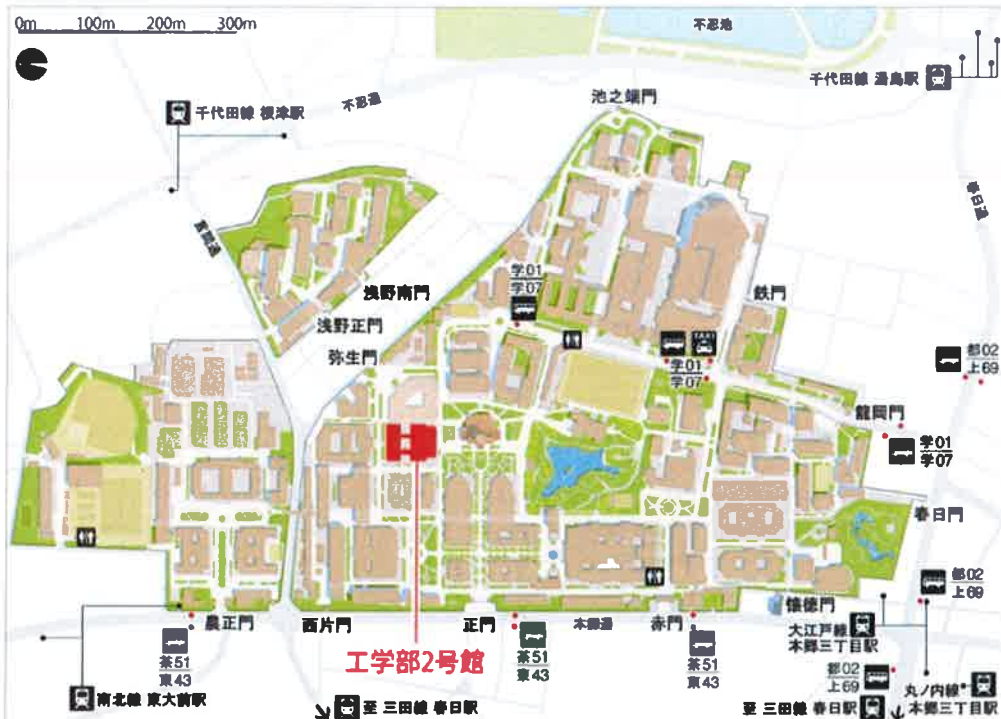 0m 100m 200m 300m
不忍池
千代田線 湯島駅
千代田線 根津駅
不忍通
池之端門
春日通
言問通
学01
学07
浅野南門
鉄門
浅野正門
弥生門
TAXI
学01
学07
都02
上69
龍岡門
学01
学07
春日門
都02
上69
懐徳門
農正門
西片門
正門
本郷通
赤門
大江戸線
本郷三丁目駅
茶51
東43
工学部2号館
茶51
東43
茶51
東43
都02
上69
丸ノ内線
本郷三丁目駅
南北線 東大前駅
至 三田線 春日駅
至 三田線 春日駅